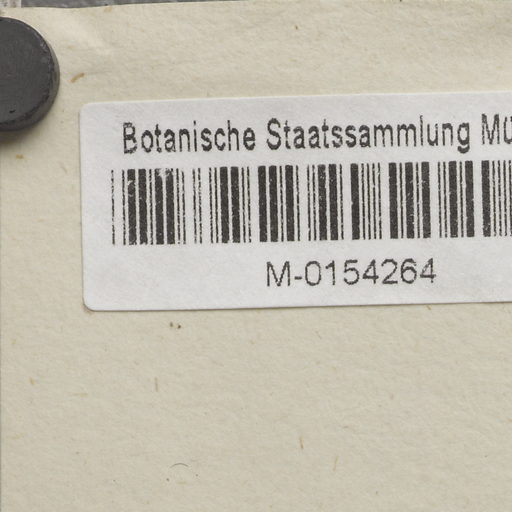 Botanische Staatssammlung Mü
M-0154264